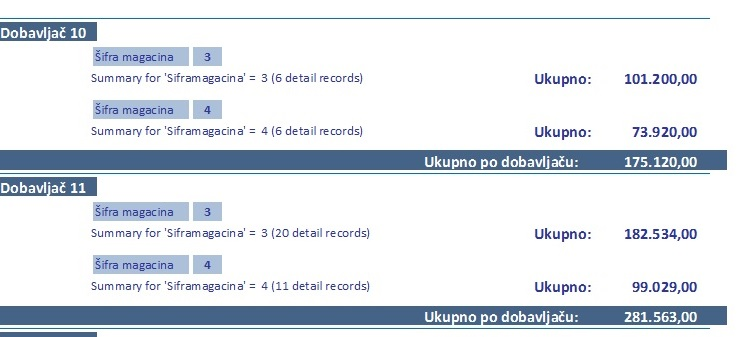 Dobavljač 10
Šifra magacina 3
Summary for 'Siframagacina' = 3 (6 detail records) Ukupno: 101.200,00
Šifra magacina 4
Summary for 'Siframagacina' = 4 (6 detail records) Ukupno: 73.920,00
Ukupno po dobavljaču: 175.120,00
Dobavljač 11
Šifra magacina 3
Summary for 'Siframagacina' = 3 (20 detail records) Ukupno: 182.534,00
Šifra magacina 4
Summary for 'Siframagacina' = 4 (11 detail records) Ukupno: 99.029,00
Ukupno po dobavljaču: 281.563,00